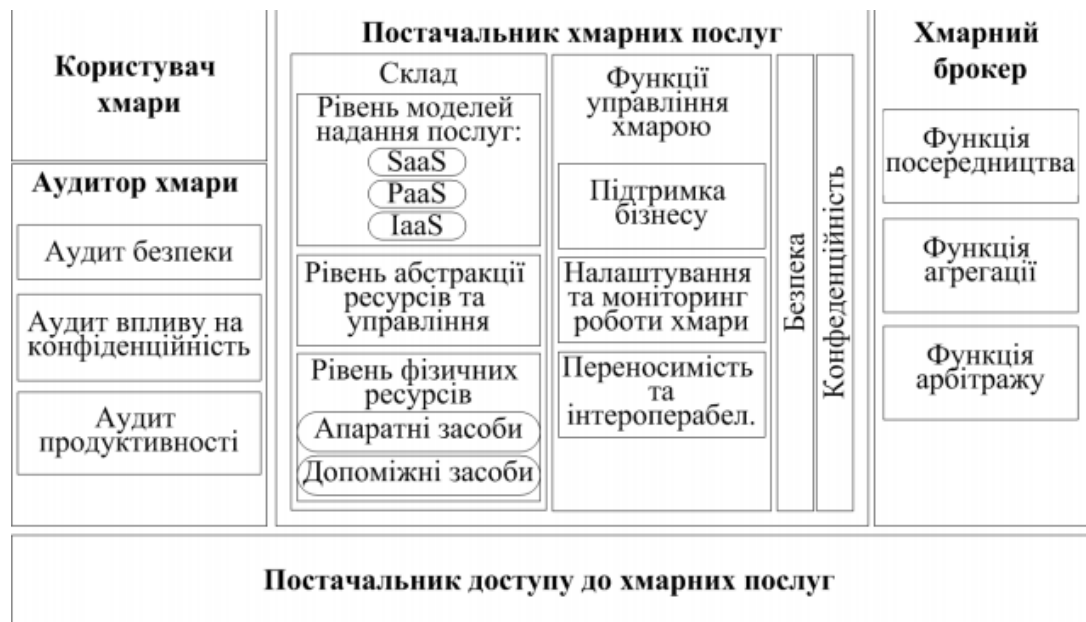 Користувач
хмари
Аудитор хмари
Аудит безпеки
Аудит впливу на
конфіденційність
Аудит
продуктивності
Постачальник хмарних послуг
Склад
Рівень моделей
надання послуг:
SaaS
PaaS
IaaS
Рівень абстракції
ресурсів та
управління
Рівень фізичних
ресурсів
Апаратні засоби
Допоміжні засоби
Функції
управління
хмарою
Підтримка
бізнесу
Налаштування
та моніторинг
роботи хмари
Переносимість
та
інтероперабел.
Безпека
Конфеденційність
Хмарний
брокер
Функція
посередництва
Функція
агрегації
Функція
арбітражу
Постачальник доступу до хмарних послуг